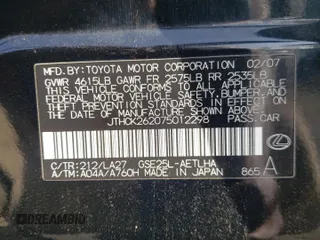 MFD. BY: TOYOTA MOTOR CORPORATION 02/07
GVWR 4615LB GAWR FR 2575LB RR 2535LB
THIS VEHICLE CONFORMS TO ALL APPLICABLE
FEDERAL MOTOR VEHICLE SAFETY, BUMPER, AND
THEFT PREVENTION STANDARDS IN EFFECT ON
THE DATE OF MANUFACTURE SHOWN ABOVE.
JTHCK262075012298 PASS. CAR
C/TR:212/LA27 GSE25L-AETLHA
A/TM: A04A/A760H MADE IN JAPAN 865 A
AUTOBIDMASTER